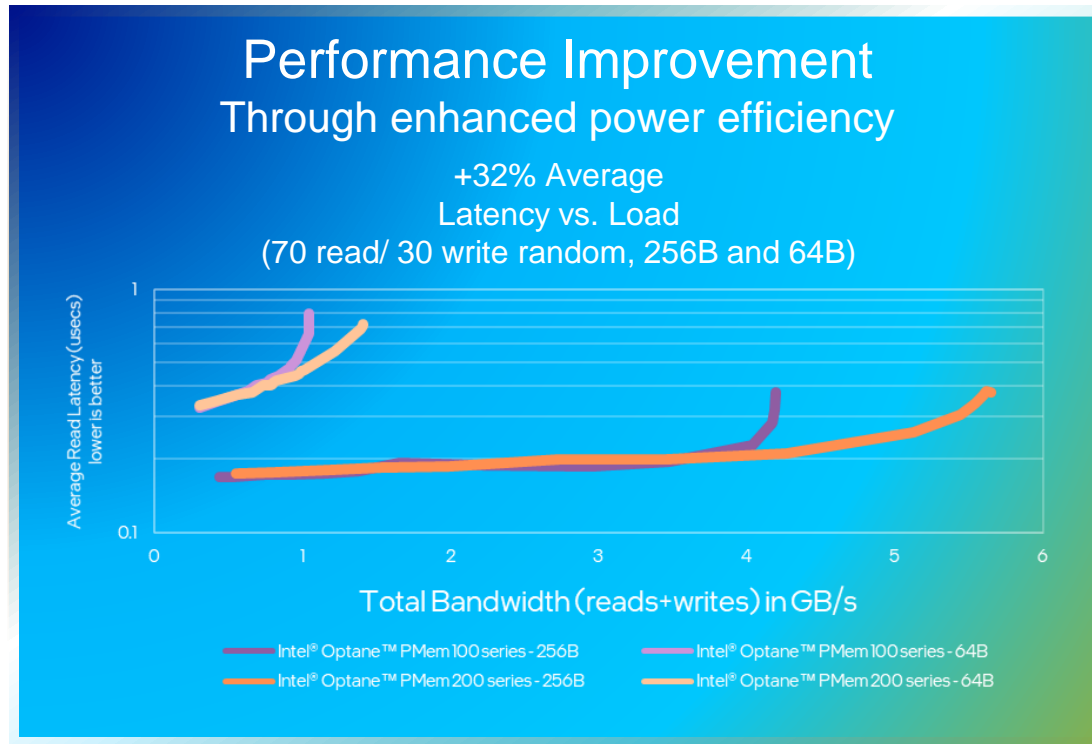 Performance Improvement
Through enhanced power efficiency
+32% Average
Latency vs. Load
(70 read/ 30 write random, 256B and 64B)
Average Read Latency (usecs)
lower is better
1
0.1
0 1 2 3 4 5 6
Total Bandwidth (reads+writes) in GB/s
Intel® Optane™ PMem 100 series - 256B
Intel® Optane™ PMem 100 series - 64B
Intel® Optane™ PMem 200 series - 256B
Intel® Optane™ PMem 200 series - 64B